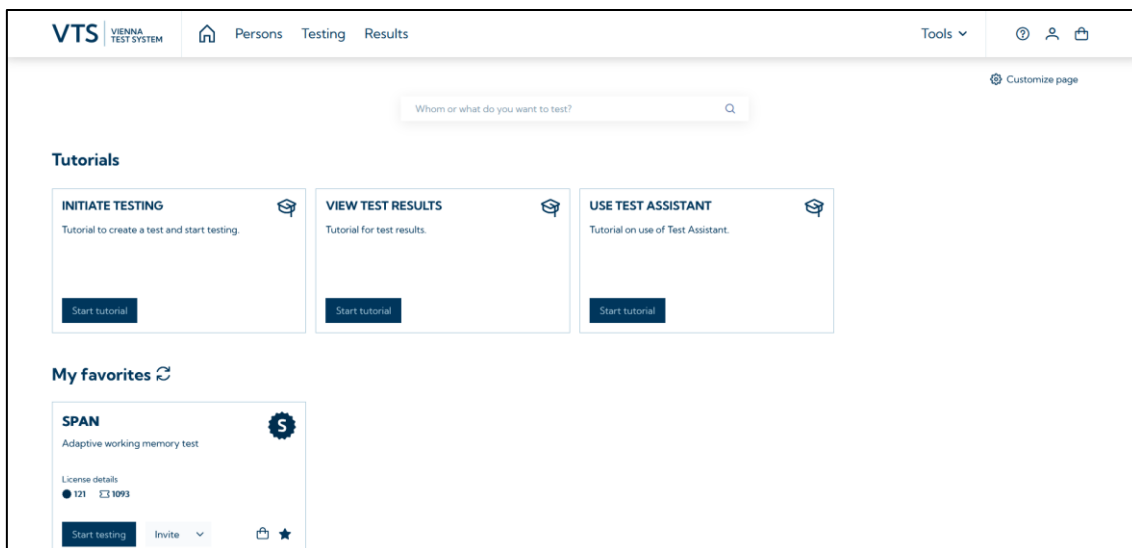 VTS VIENNA TEST SYSTEM Persons Testing Results Tools
Customize page
Whom or what do you want to test?
Tutorials
INITIATE TESTING
Tutorial to create a test and start testing.
Start tutorial
VIEW TEST RESULTS
Tutorial for test results.
Start tutorial
USE TEST ASSISTANT
Tutorial on use of Test Assistant.
Start tutorial
My favorites
SPAN
S
Adaptive working memory test
License details
121 1093
Start testing Invite